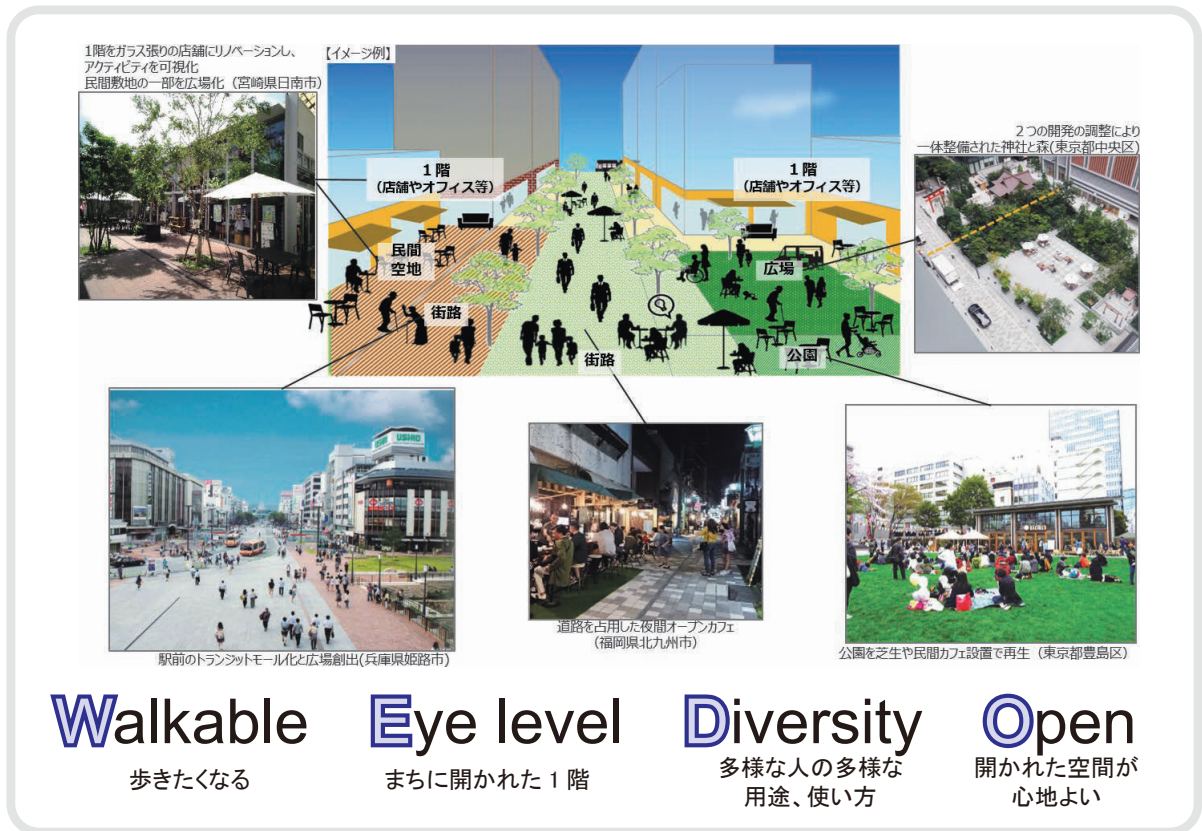 1階をガラス張りの店舗にリノベーションし、
アクティビティを可視化
民間敷地の一部を広場化（宮崎県日南市）
【イメージ例】
2つの開発の調整により
一体整備された神社と森(東京都中央区)
1階
（店舗やオフィス等）
1階
（店舗やオフィス等）
民間
空地
広場
街路
街路
公園
USHIO
駅前のトランジットモール化と広場創出(兵庫県姫路市)
道路を占用した夜間オープンカフェ
（福岡県北九州市）
公園を芝生や民間カフェ設置で再生（東京都豊島区）
Walkable
歩きたくなる
Eye level
まちに開かれた1階
Diversity
多様な人の多様な
用途、使い方
Open
開かれた空間が
心地よい